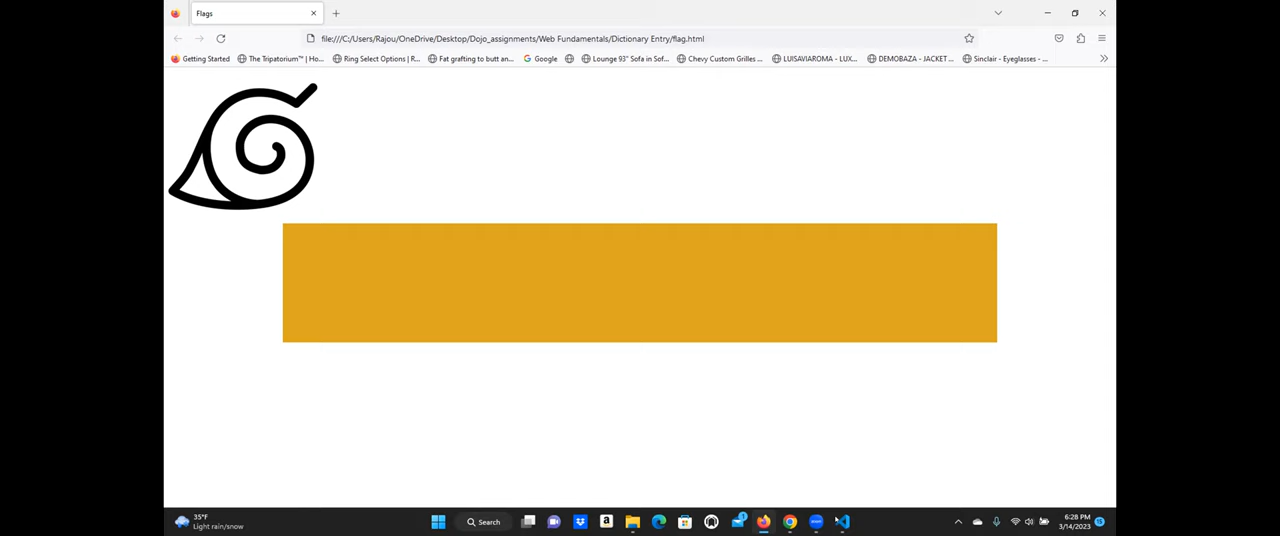 Flags
file:///C:/Users/Rajou/OneDrive/Desktop/Dojo_assignments/Web Fundamentals/Dictionary Entry/flag.html
Getting Started The Tripatorium™ | Ho... Ring Select Options | R... Fat grafting to butt an... Google Lounge 93" Sofa in Sof... Chevy Custom Grilles ... LUISAVIAROMA - LUX... DEMOBAZA - JACKET ... Sinclair - Eyeglasses - ...
35°F
Light rain/snow
Search
6:28 PM
3/14/2023